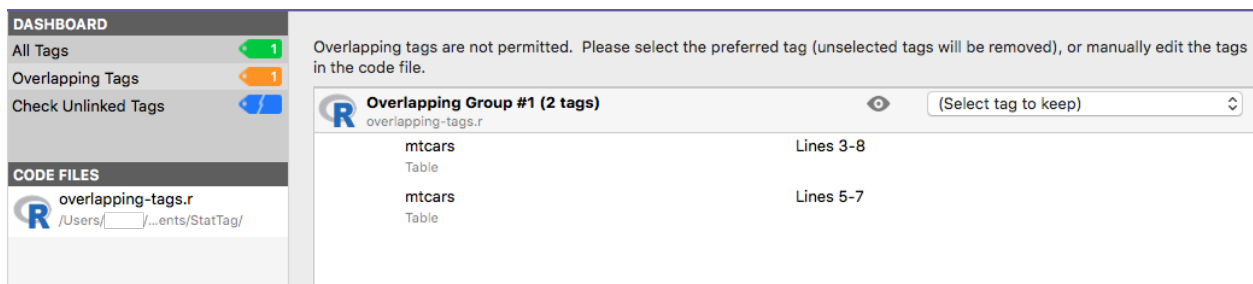 DASHBOARD
All Tags 1
Overlapping Tags 1
Check Unlinked Tags
CODE FILES
overlapping-tags.r
/Users/ /...ents/StatTag/
Overlapping tags are not permitted. Please select the preferred tag (unselected tags will be removed), or manually edit the tags
in the code file.
R Overlapping Group #1 (2 tags) (Select tag to keep)
overlapping-tags.r
mtcars Lines 3-8
Table
mtcars Lines 5-7
Table
R